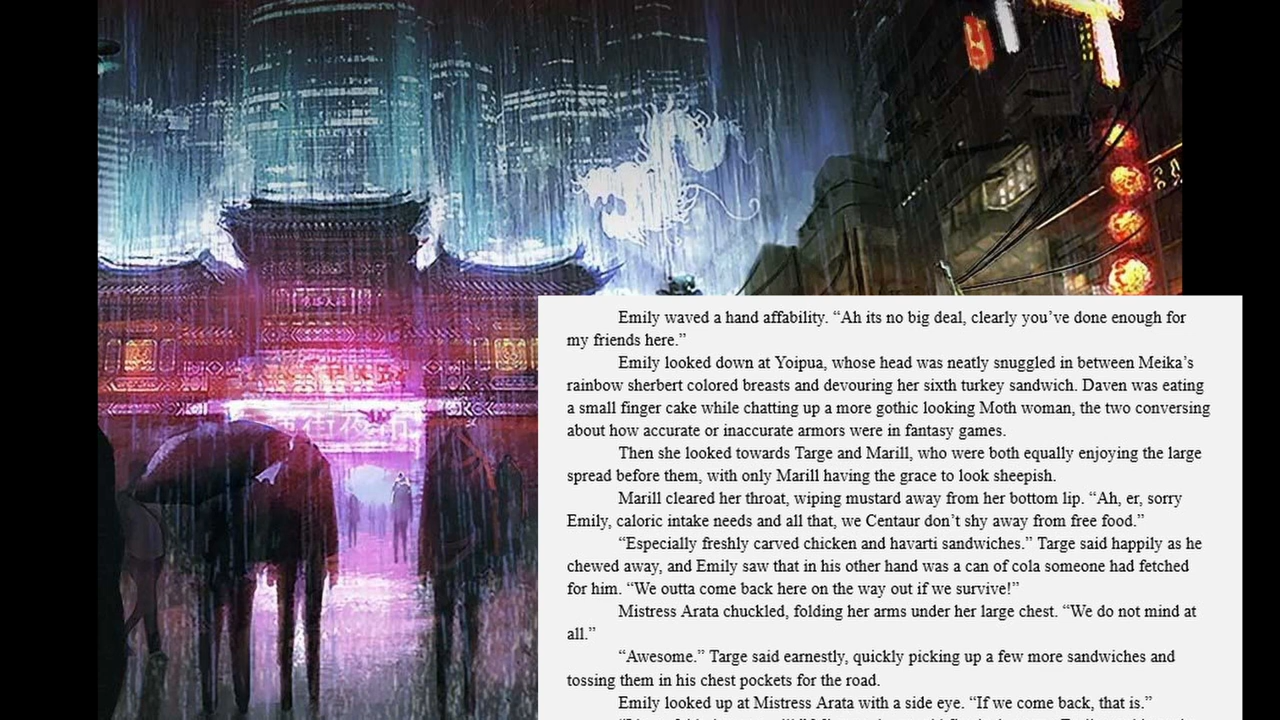 Emily waved a hand affability. “Ah its no big deal, clearly you’ve done enough for
my friends here.”
Emily looked down at Yoipua, whose head was neatly snuggled in between Meika’s
rainbow sherbert colored breasts and devouring her sixth turkey sandwich. Daven was eating
a small finger cake while chatting up a more gothic looking Moth woman, the two conversing
about how accurate or inaccurate armors were in fantasy games.
Then she looked towards Targe and Marill, who were both equally enjoying the large
spread before them, with only Marill having the grace to look sheepish.
Marill cleared her throat, wiping mustard away from her bottom lip. “Ah, er, sorry
Emily, caloric intake needs and all that, we Centaur don’t shy away from free food.”
“Especially freshly carved chicken and havarti sandwiches.” Targe said happily as he
chewed away, and Emily saw that in his other hand was a can of cola someone had fetched
for him. “We outta come back here on the way out if we survive!”
Mistress Arata chuckled, folding her arms under her large chest. “We do not mind at
all.”
“Awesome.” Targe said earnestly, quickly picking up a few more sandwiches and
tossing them in his chest pockets for the road.
Emily looked up at Mistress Arata with a side eye. “If we come back, that is.”